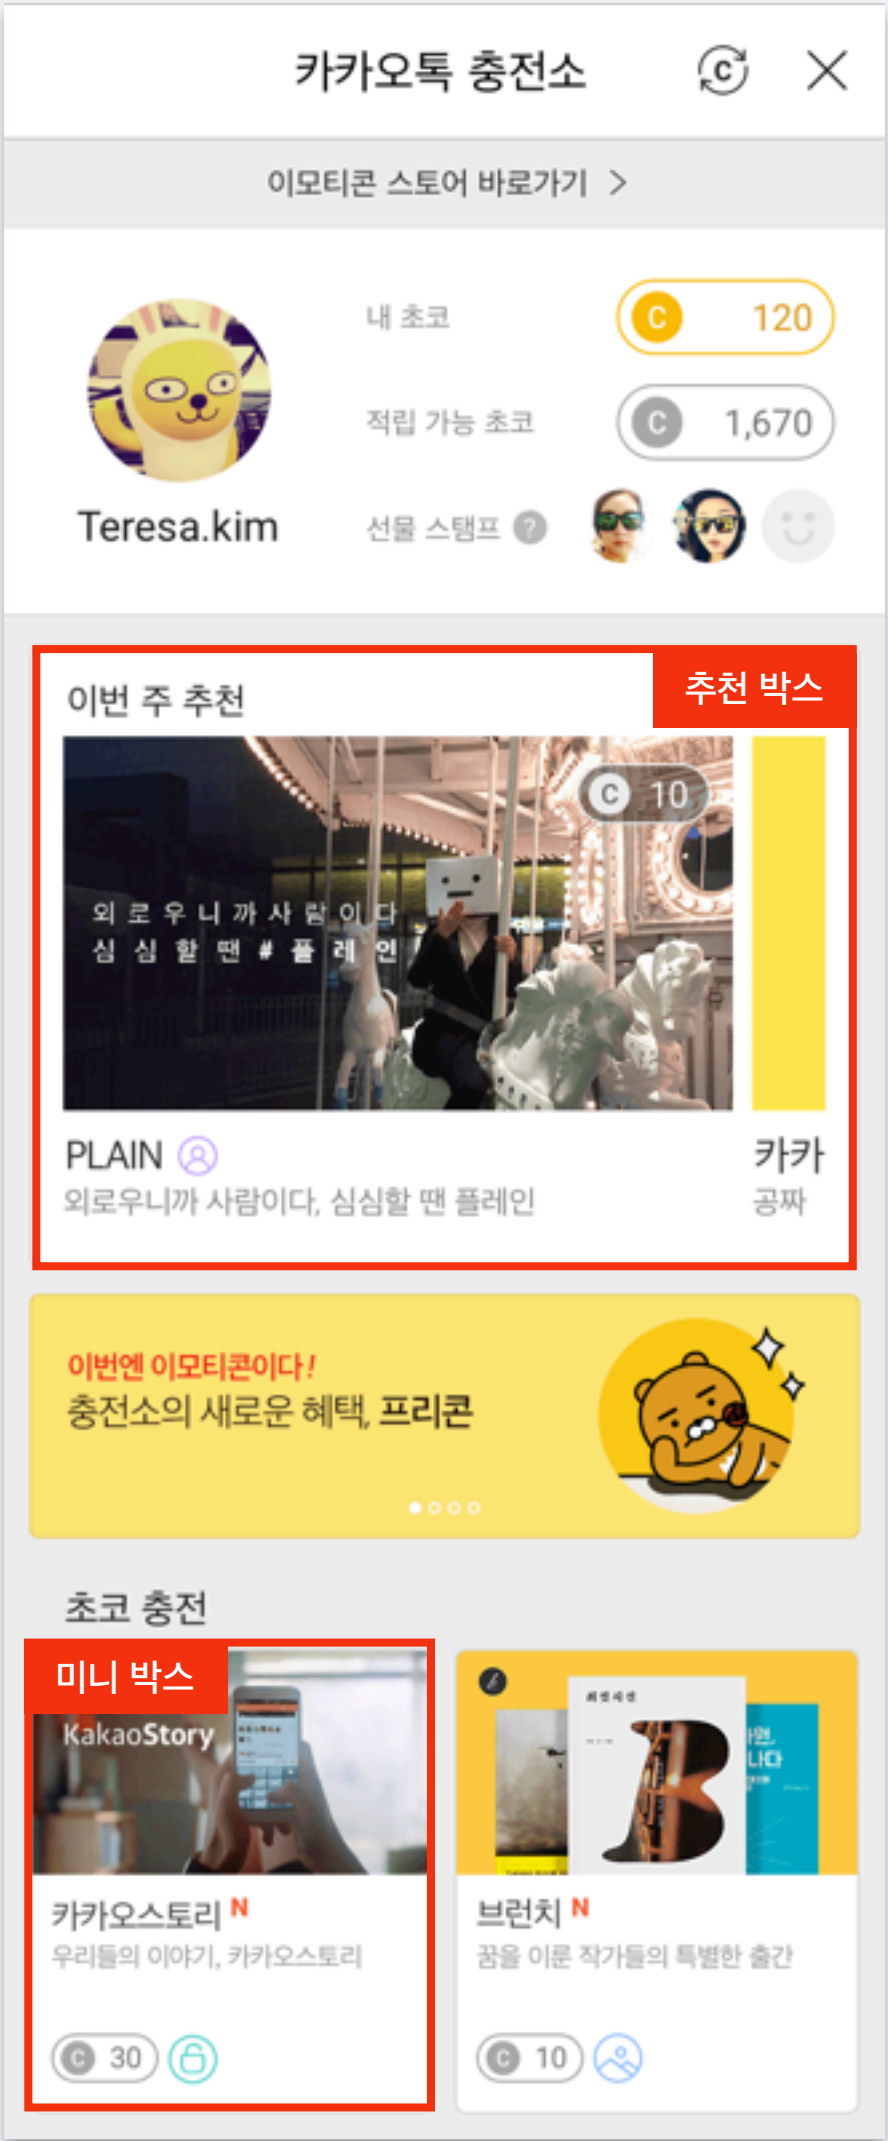 카카오톡 충전소
C
이모티콘 스토어 바로가기 >
내 초코
C 120
적립 가능 초코
C 1,670
Teresa.kim
선물 스탬프 ?
이번 주 추천
추천 박스
C 10
외로우니까사람이다
심심할땐#플레인
PLAIN
외로우니까 사람이다, 심심할 땐 플레인
카카
공짜
이번엔 이모티콘이다!
충전소의 새로운 혜택, 프리콘
초코 충전
미니 박스
KakaoStory
카카오스토리 N
우리들의 이야기, 카카오스토리
C 30
B
브런치 N
꿈을 이룬 작가들의 특별한 출간
C 10